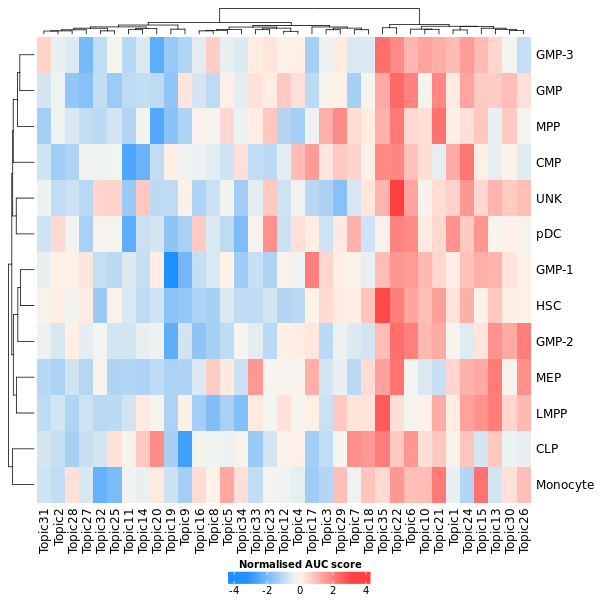 GMP-3
GMP
MPP
CMP
UNK
pDC
GMP-1
HSC
GMP-2
MEP
LMPP
CLP
Monocyte
Topic31
Topic2
Topic28
Topic27
Topic32
Topic25
Topic11
Topic14
Topic20
Topic19
Topic9
Topic16
Topic8
Topic5
Topic34
Topic33
Topic23
Topic12
Topic4
Topic17
Topic3
Topic29
Topic7
Topic18
Topic35
Topic22
Topic6
Topic10
Topic21
Topic1
Topic24
Topic15
Topic13
Topic30
Topic26
Normalised AUC score
-4 -2 0 2 4